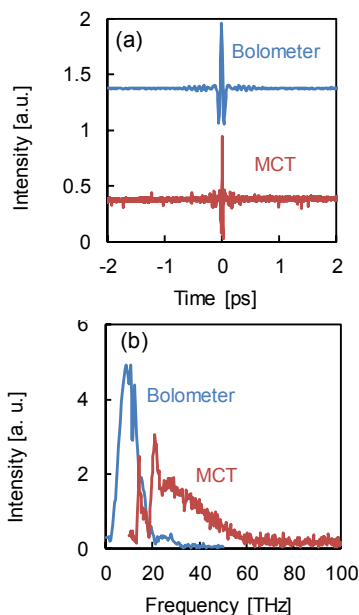 (a)
Bolometer
MCT
Intensity [a.u.]
2
1.5
1
0.5
0
-2 -1 0 1 2
Time [ps]
(b)
Bolometer
MCT
Intensity [a. u.]
6
4
2
0
0 20 40 60 80 100
Frequency [THz]